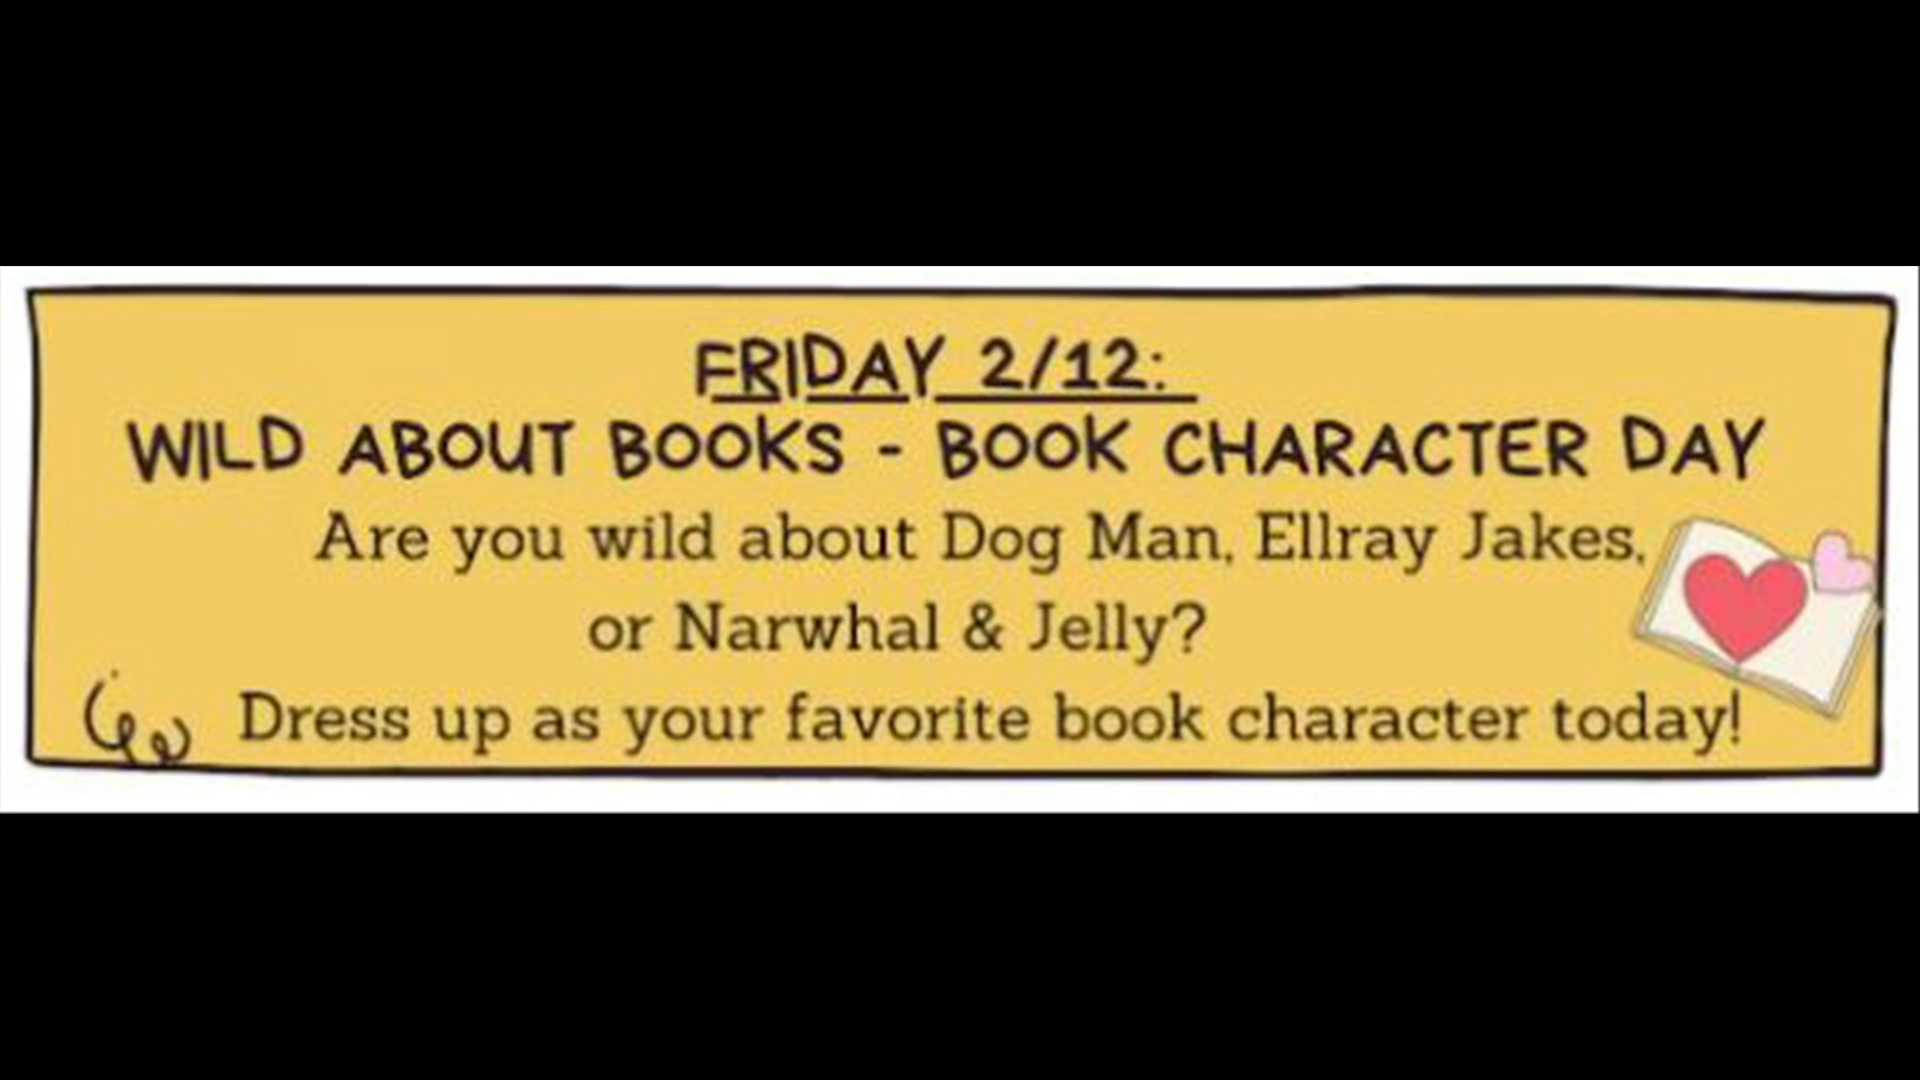 FRIDAY 2/12:
WILD ABOUT BOOKS - BOOK CHARACTER DAY
Are you wild about Dog Man, Ellray Jakes,
or Narwhal & Jelly?
Dress up as your favorite book character today!